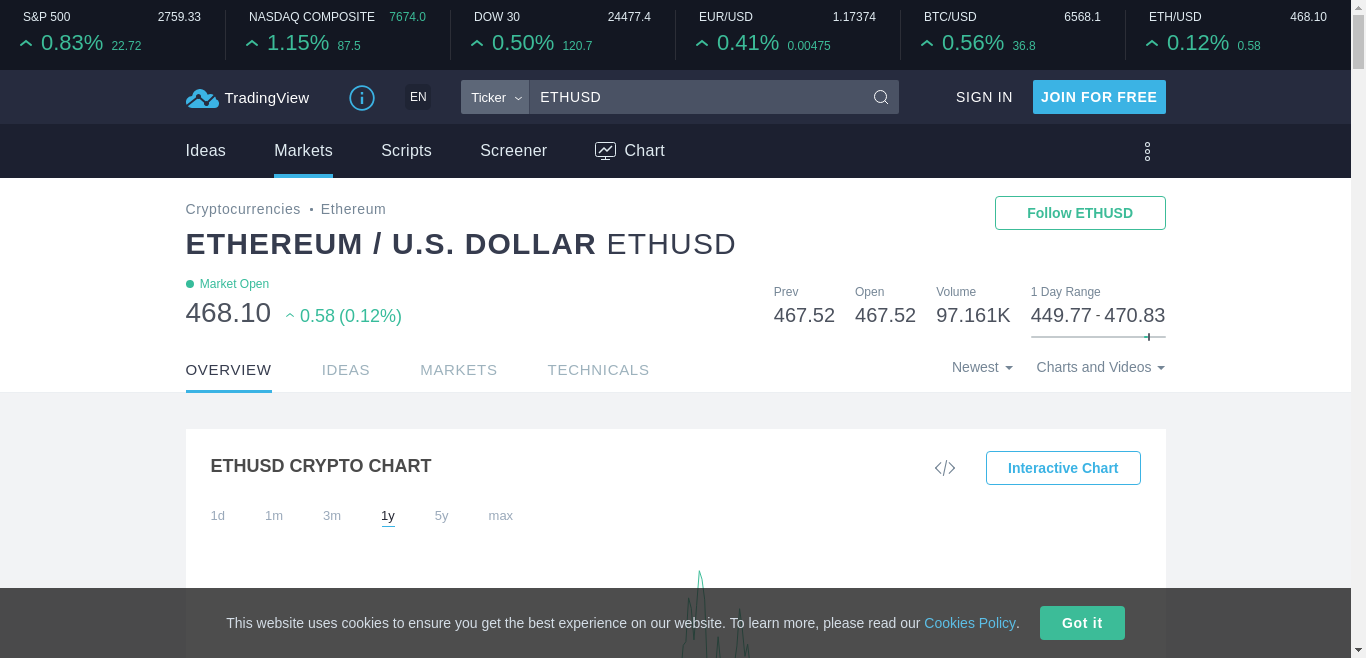 S&P 500 2759.33
0.83% 22.72
NASDAQ COMPOSITE 7674.0
1.15% 87.5
DOW 30 24477.4
0.50% 120.7
EUR/USD 1.17374
0.41% 0.00475
BTC/USD 6568.1
0.56% 36.8
ETH/USD 468.10
0.12% 0.58
TradingView EN Ticker ETHUSD SIGN IN JOIN FOR FREE
Ideas Markets Scripts Screener Chart
Cryptocurrencies • Ethereum
Follow ETHUSD
ETHEREUM / U.S. DOLLAR ETHUSD
Market Open
468.10 0.58 (0.12%)
Prev Open Volume 1 Day Range
467.52 467.52 97.161K 449.77 - 470.83
OVERVIEW IDEAS MARKETS TECHNICALS Newest Charts and Videos
ETHUSD CRYPTO CHART </> Interactive Chart
1d 1m 3m 1y 5y max
This website uses cookies to ensure you get the best experience on our website. To learn more, please read our Cookies Policy. Got it